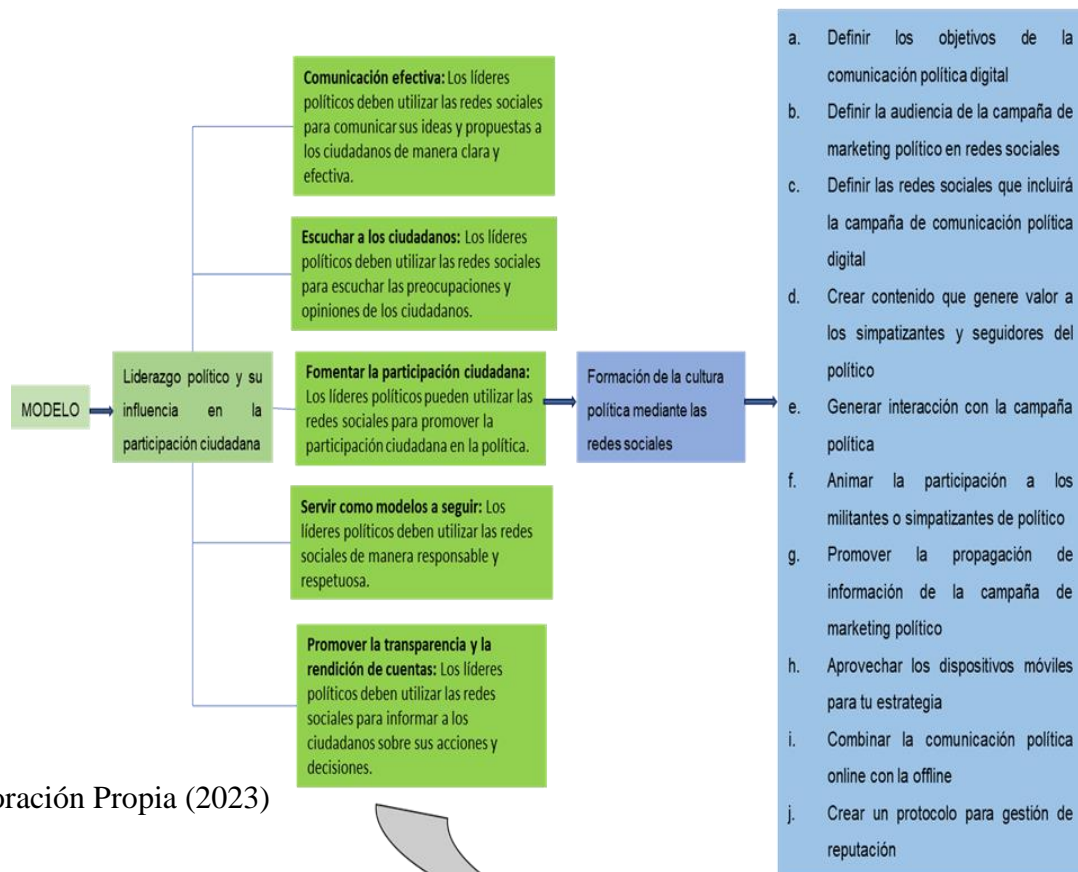 MODELO
Liderazgo político y su
influencia en la
participación ciudadana
Comunicación efectiva: Los líderes
políticos deben utilizar las redes sociales
para comunicar sus ideas y propuestas a
los ciudadanos de manera clara y
efectiva.
Escuchar a los ciudadanos: Los líderes
políticos deben utilizar las redes sociales
para escuchar las preocupaciones y
opiniones de los ciudadanos.
Fomentar la participación ciudadana:
Los líderes políticos pueden utilizar las
redes sociales para promover la
participación ciudadana en la política.
Servir como modelos a seguir: Los
líderes políticos deben utilizar las redes
sociales de manera responsable y
respetuosa.
Promover la transparencia y la
rendición de cuentas: Los líderes
políticos deben utilizar las redes
sociales para informar a los
ciudadanos sobre sus acciones y
decisiones.
Formación de la cultura
política mediante las
redes sociales
a. Definir los objetivos de la
comunicación política digital
b. Definir la audiencia de la campaña de
marketing político en redes sociales
c. Definir las redes sociales que incluirá
la campaña de comunicación política
digital
d. Crear contenido que genere valor a
los simpatizantes y seguidores del
político
e. Generar interacción con la campaña
política
f. Animar la participación a los
militantes o simpatizantes de político
g. Promover la propagación de
información de la campaña de
marketing político
h. Aprovechar los dispositivos móviles
para tu estrategia
i. Combinar la comunicación política
online con la offline
j. Crear un protocolo para gestión de
reputación
oración Propia (2023)